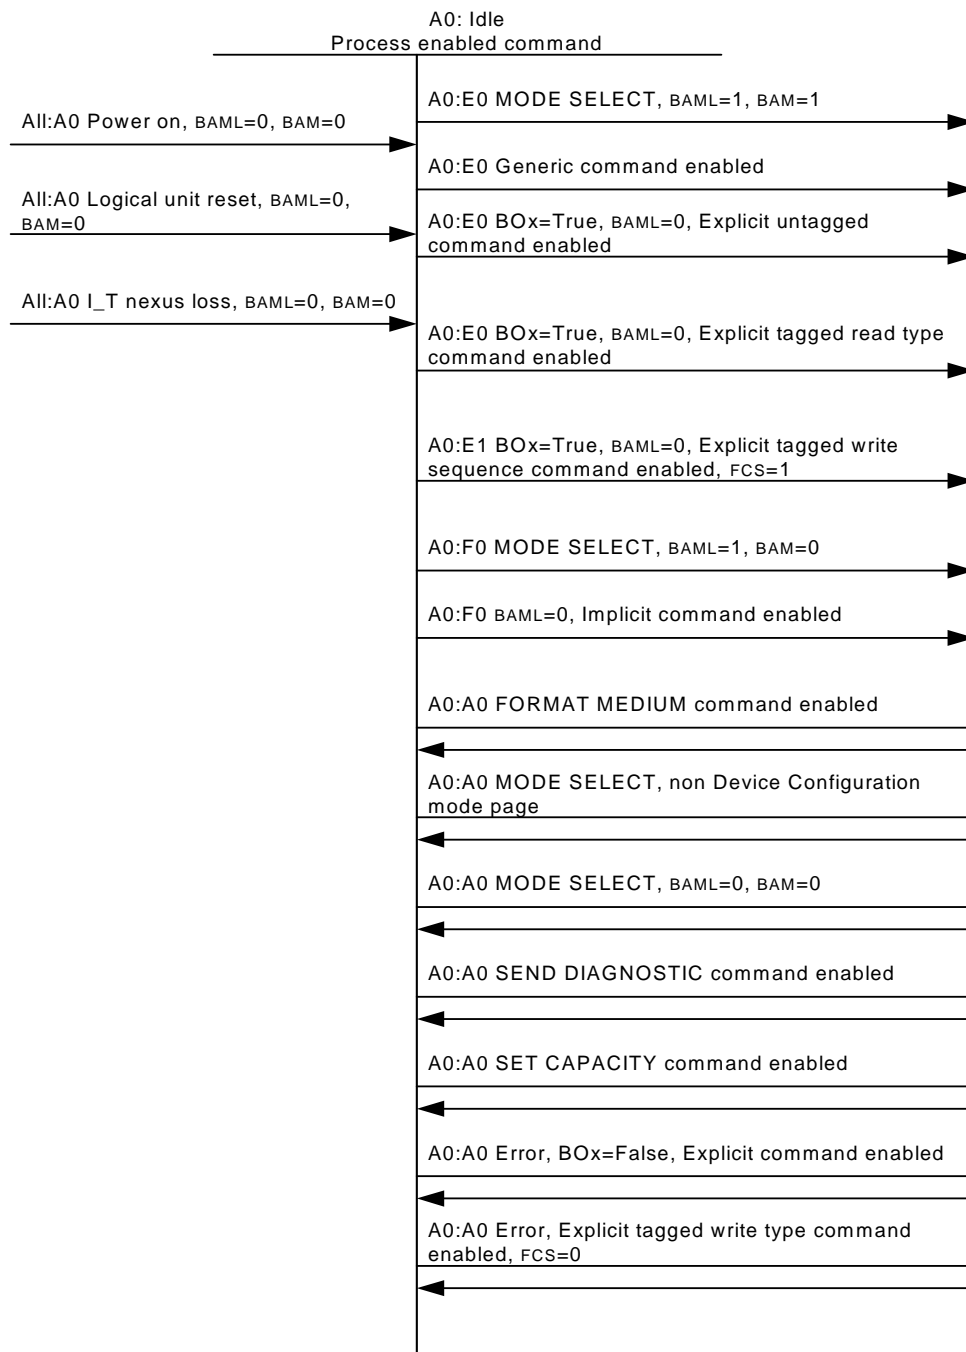 A0: Idle
Process enabled command
A0:E0 MODE SELECT, BAML=1, BAM=1
All:A0 Power on, BAML=0, BAM=0
A0:E0 Generic command enabled
All:A0 Logical unit reset, BAML=0,
BAM=0
A0:E0 BOx=True, BAML=0, Explicit untagged
command enabled
All:A0 I_T nexus loss, BAML=0, BAM=0
A0:E0 BOx=True, BAML=0, Explicit tagged read type
command enabled
A0:E1 BOx=True, BAML=0, Explicit tagged write
sequence command enabled, FCS=1
A0:F0 MODE SELECT, BAML=1, BAM=0
A0:F0 BAML=0, Implicit command enabled
A0:A0 FORMAT MEDIUM command enabled
A0:A0 MODE SELECT, non Device Configuration
mode page
A0:A0 MODE SELECT, BAML=0, BAM=0
A0:A0 SEND DIAGNOSTIC command enabled
A0:A0 SET CAPACITY command enabled
A0:A0 Error, BOx=False, Explicit command enabled
A0:A0 Error, Explicit tagged write type command
enabled, FCS=0